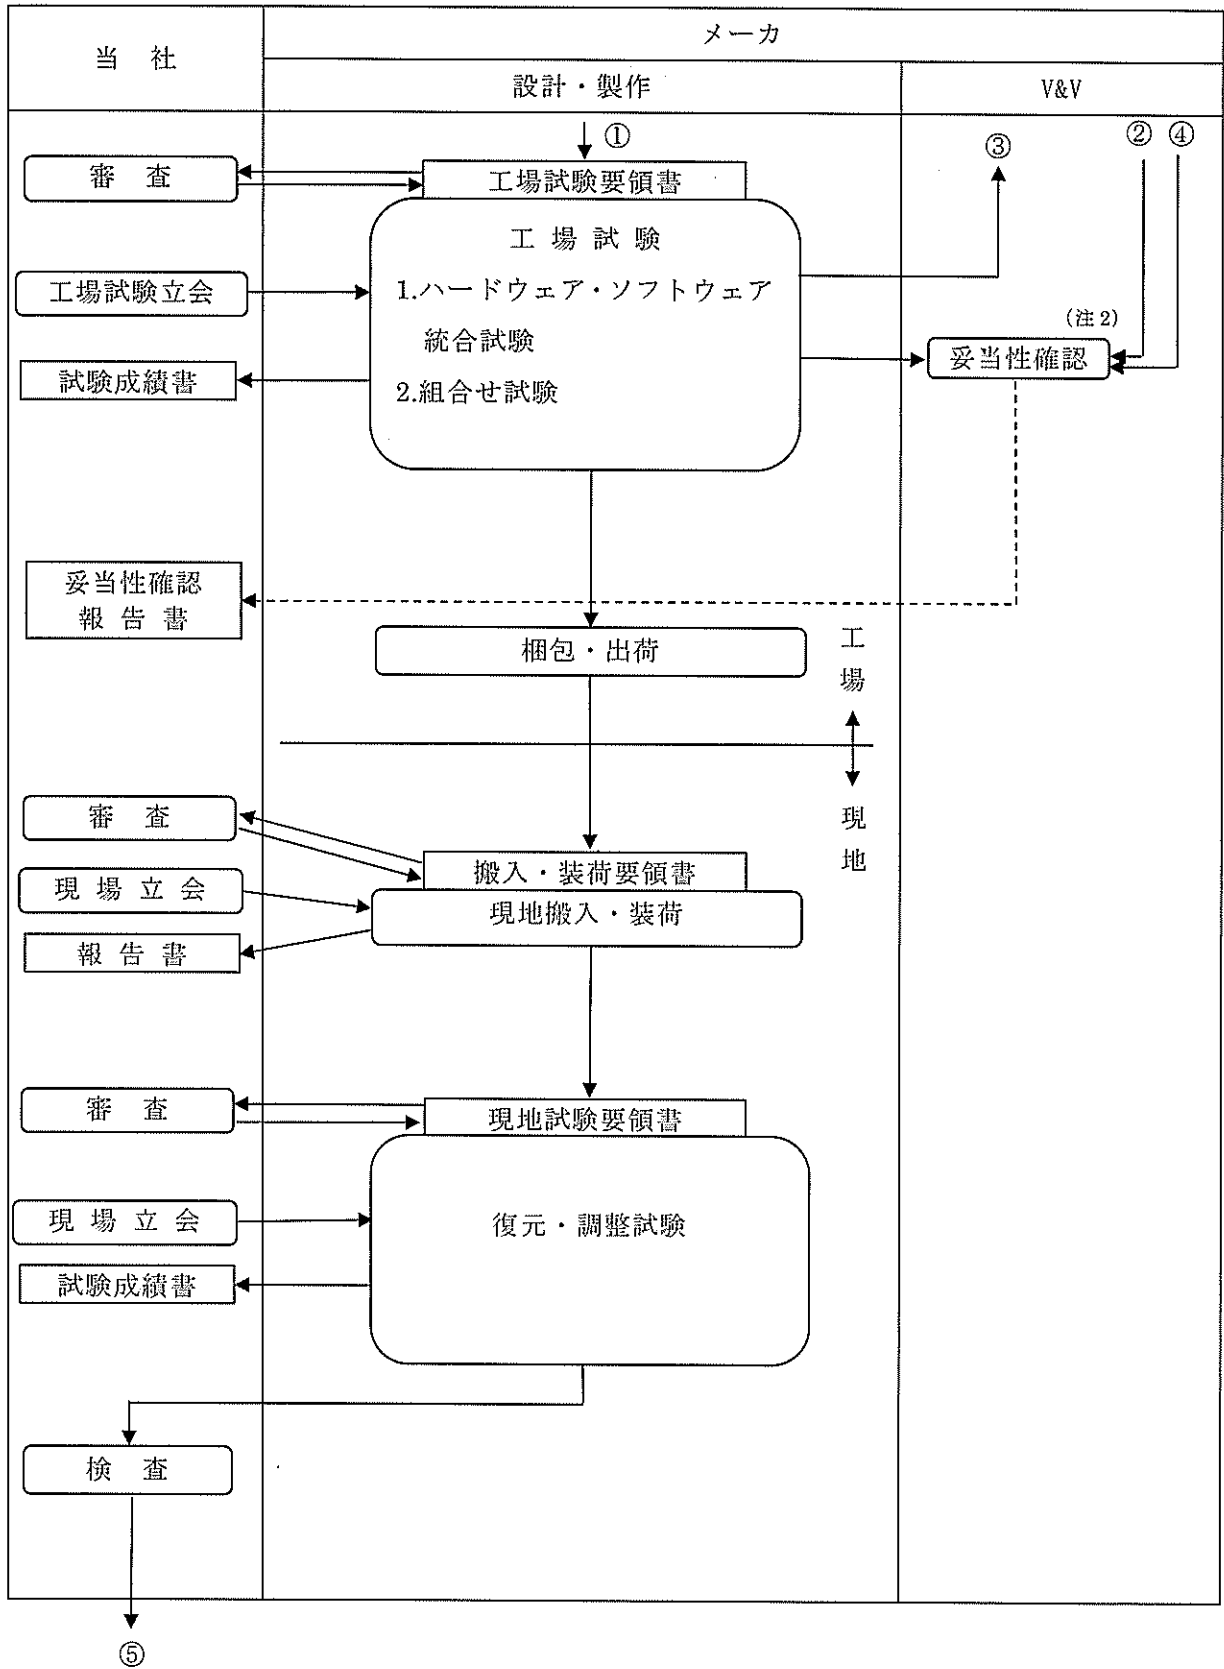 当 社
メーカ
設計・製作
V&V
①
②
④
③
審 査
工場試験要領書
工 場 試 験
工場試験立会
1.ハードウェア・ソフトウェア
統合試験
(注2)
妥当性確認
試験成績書
2.組合せ試験
妥当性確認
報 告 書
梱包・出荷
工
場
現
地
審 査
搬入・装荷要領書
現 場 立 会
現地搬入・装荷
報 告 書
審 査
現地試験要領書
現 場 立 会
復元・調整試験
試験成績書
検 査
⑤